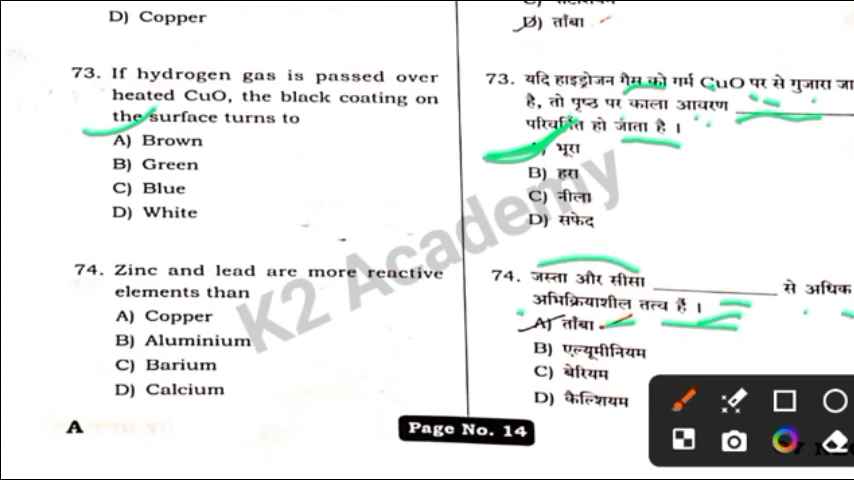 D) Copper
73. If hydrogen gas is passed over
heated CuO, the black coating on
the surface turns to
A) Brown
B) Green
C) Blue
D) White
74. Zinc and lead are more reactive
elements than
A) Copper
B) Aluminium
C) Barium
D) Calcium
A
Page No. 14
D) ताँबा
73. यदि हाइड्रोजन गैस को गर्म CuO पर से गुजारा जा
है, तो पृष्ठ पर काला आवरण ____________
परिवर्तित हो जाता है ।
भूरा
B) हरा
C) नीला
D) सफेद
74. जस्ता और सीसा ____________ से अधिक
अभिक्रियाशील तत्व हैं ।
A) ताँबा
B) एल्यूमीनियम
C) बेरियम
D) कैल्शियम
K2 Academy